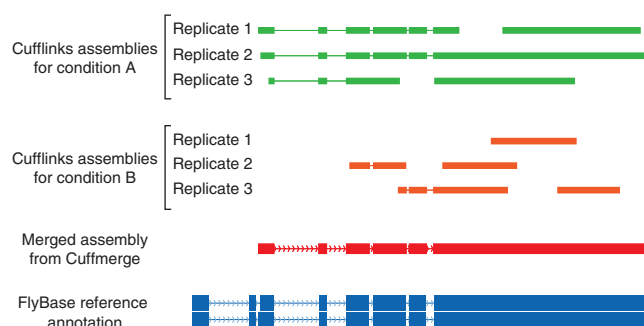 Cufflinks assemblies
for condition A
Replicate 1
Replicate 2
Replicate 3
Cufflinks assemblies
for condition B
Replicate 1
Replicate 2
Replicate 3
Merged assembly
from Cuffmerge
FlyBase reference
annotation